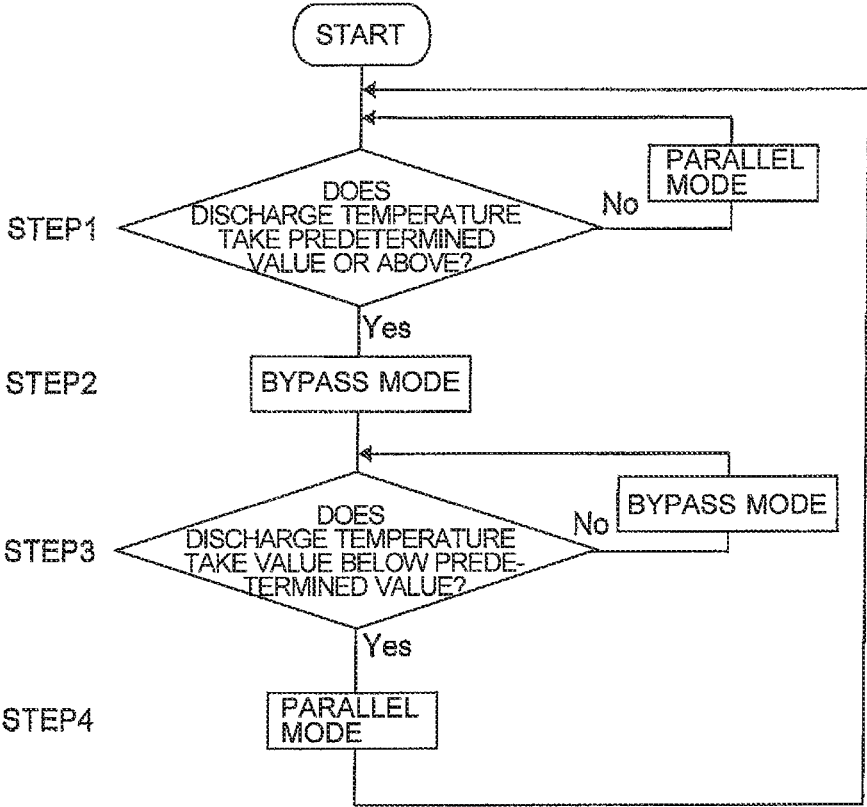 START
PARALLEL
MODE
STEP1
DOES
DISCHARGE TEMPERATURE
TAKE PREDETERMINED
VALUE OR ABOVE?
No
Yes
STEP2
BYPASS MODE
BYPASS MODE
STEP3
DOES
DISCHARGE TEMPERATURE
TAKE VALUE BELOW PREDE-
TERMINED VALUE?
No
Yes
STEP4
PARALLEL
MODE